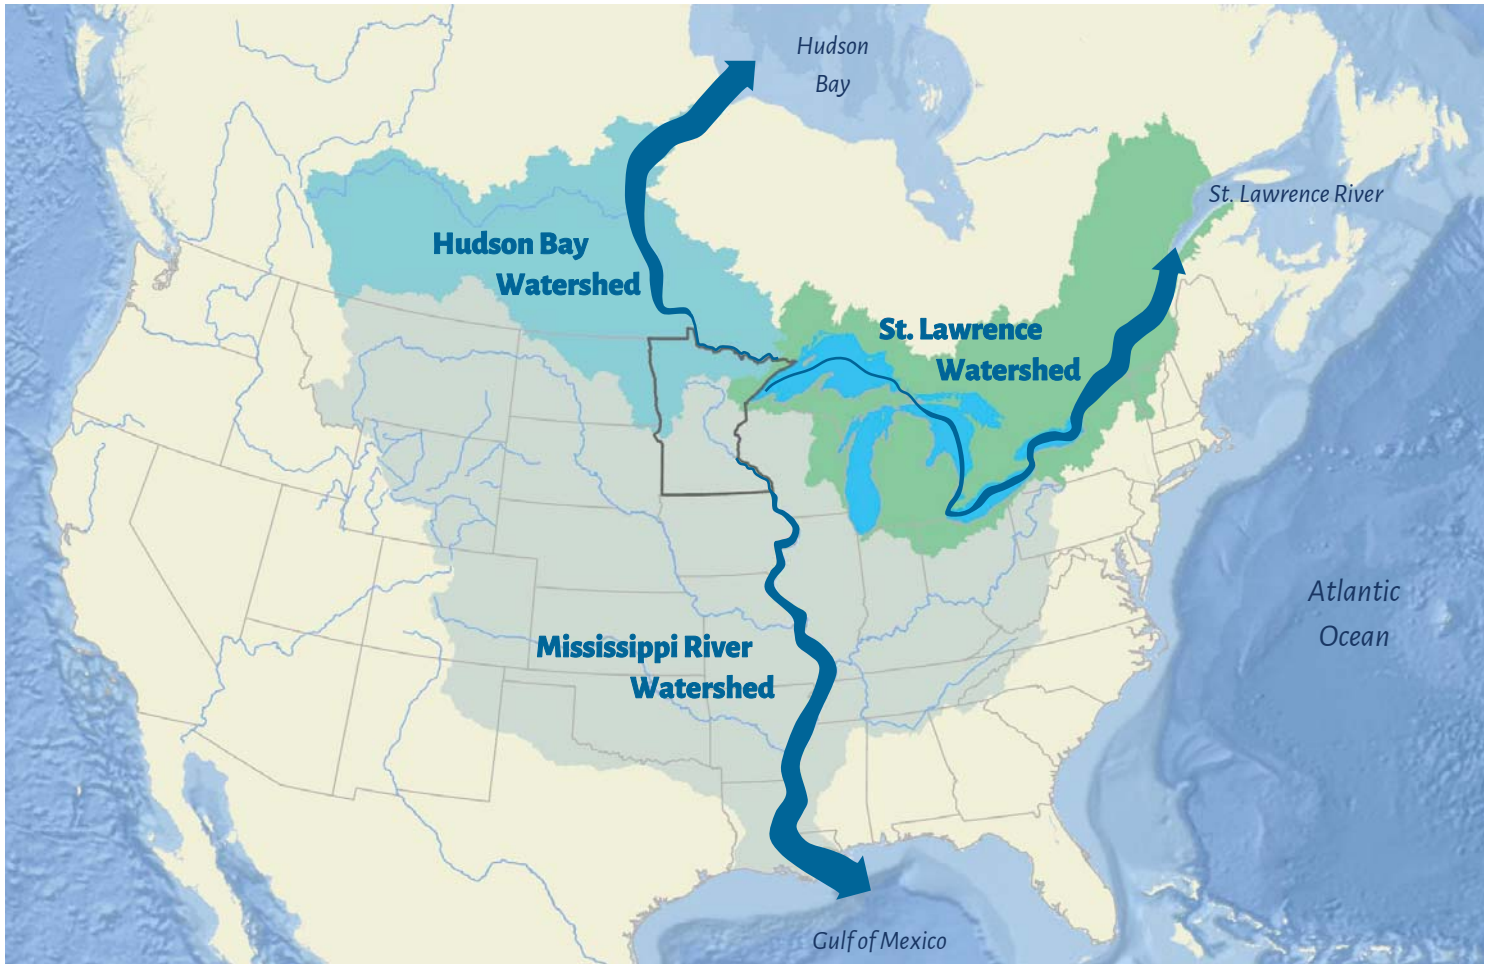 Hudson
Bay
St. Lawrence River
Hudson Bay
Watershed
St. Lawrence
Watershed
Atlantic
Ocean
Mississippi River
Watershed
Gulf of Mexico